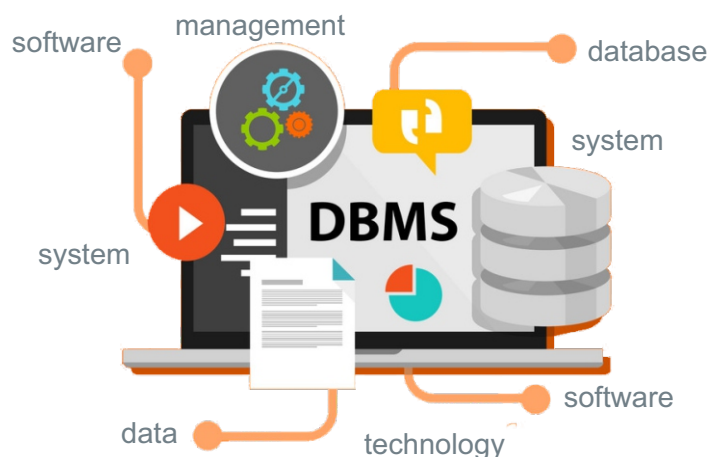 management
software
database
system
DBMS
system
software
data
technology